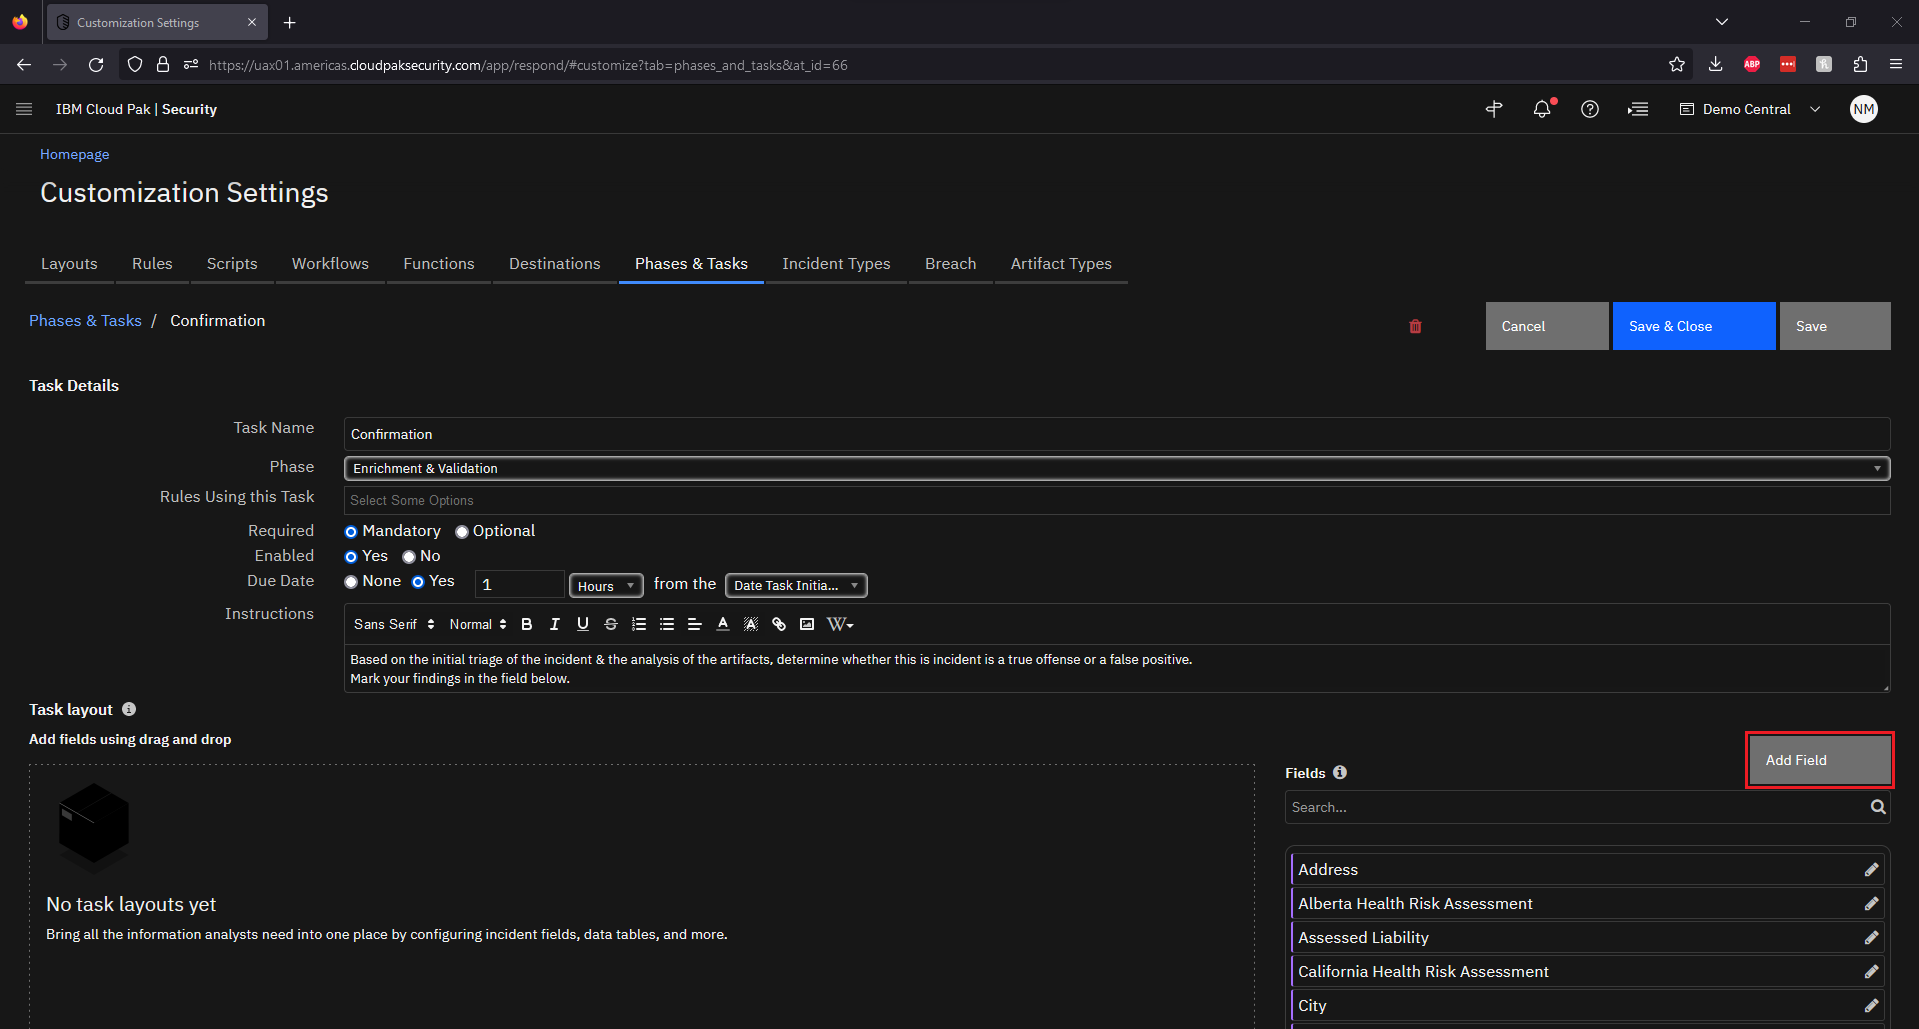 Customization Settings
https://uax01.americas.cloudpaksecurity.com/app/respond/#customize?tab=phases_and_tasks&at_id=66
ABP
IBM Cloud Pak | Security
Demo Central
NM
Homepage
Customization Settings
Layouts Rules Scripts Workflows Functions Destinations Phases & Tasks Incident Types Breach Artifact Types
Phases & Tasks / Confirmation
Cancel
Save & Close
Save
Task Details
Task Name Confirmation
Phase Enrichment & Validation
Rules Using this Task Select Some Options
Required Mandatory Optional
Enabled Yes No
Due Date None Yes 1 Hours from the Date Task Initia...
Instructions
Sans Serif Normal B I U S A A W
Based on the initial triage of the incident & the analysis of the artifacts, determine whether this is incident is a true offense or a false positive.
Mark your findings in the field below.
Task layout
Add fields using drag and drop
Add Field
Fields
Search...
No task layouts yet
Bring all the information analysts need into one place by configuring incident fields, data tables, and more.
Address
Alberta Health Risk Assessment
Assessed Liability
California Health Risk Assessment
City